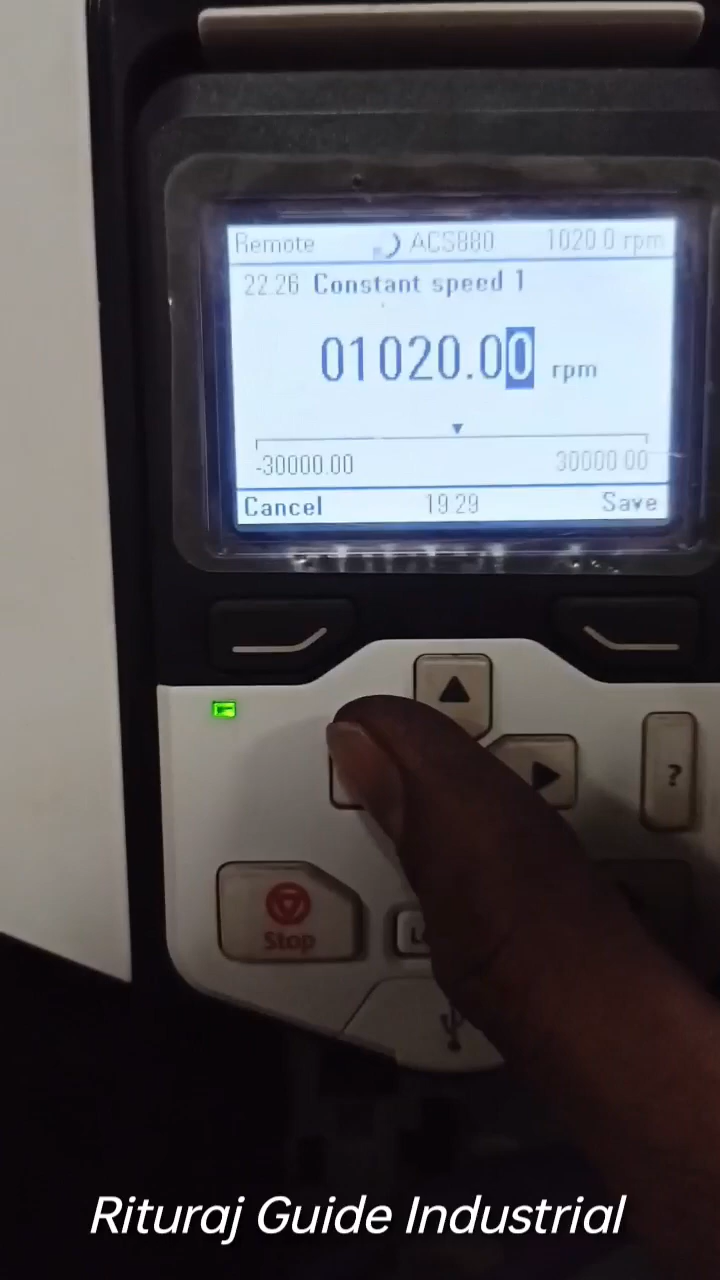 Remote ACS880 1020.0 rpm
22.26 Constant speed 1
01020.00 rpm
-30000.00 30000.00
Cancel 19:29 Save
?
Stop
Rituraj Guide Industrial